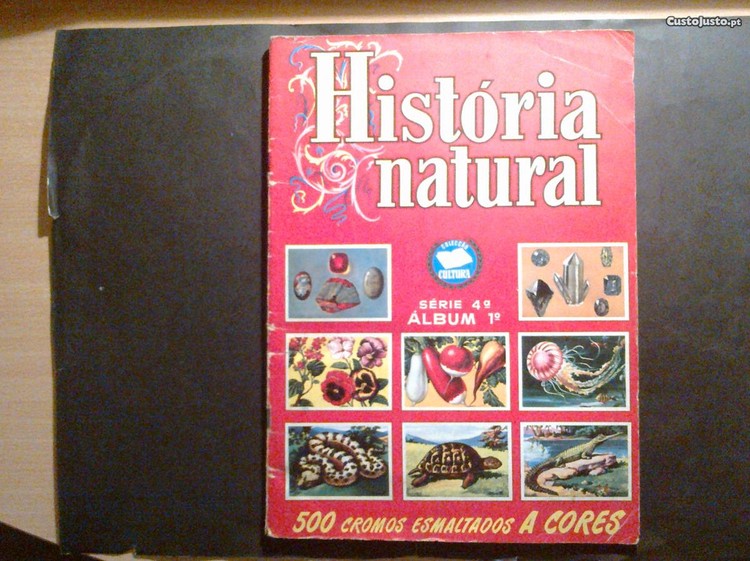 CustoJusto.pt
História
natural
COLECÇÃO
CULTURA
SÉRIE 4ª
ÁLBUM 1º
500 CROMOS ESMALTADOS A CORES